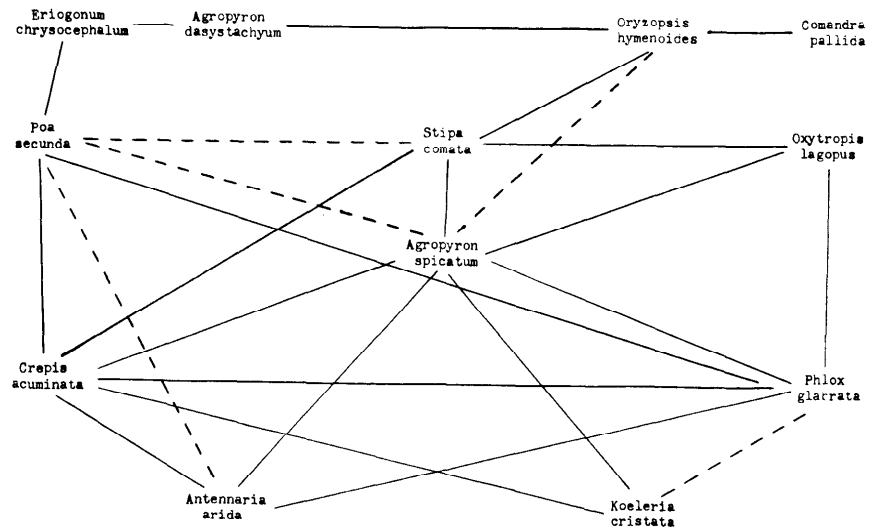 Eriogonum
chrysocephalum
Agropyron
dasystachyum
Oryzopsis
hymenoides
Comandra
pallida
Poa
secunda
Stipa
comata
Oxytropis
lagopus
Agropyron
spicatum
Crepis
acuminata
Phlox
glarrata
Antennaria
arida
Koeleria
cristata